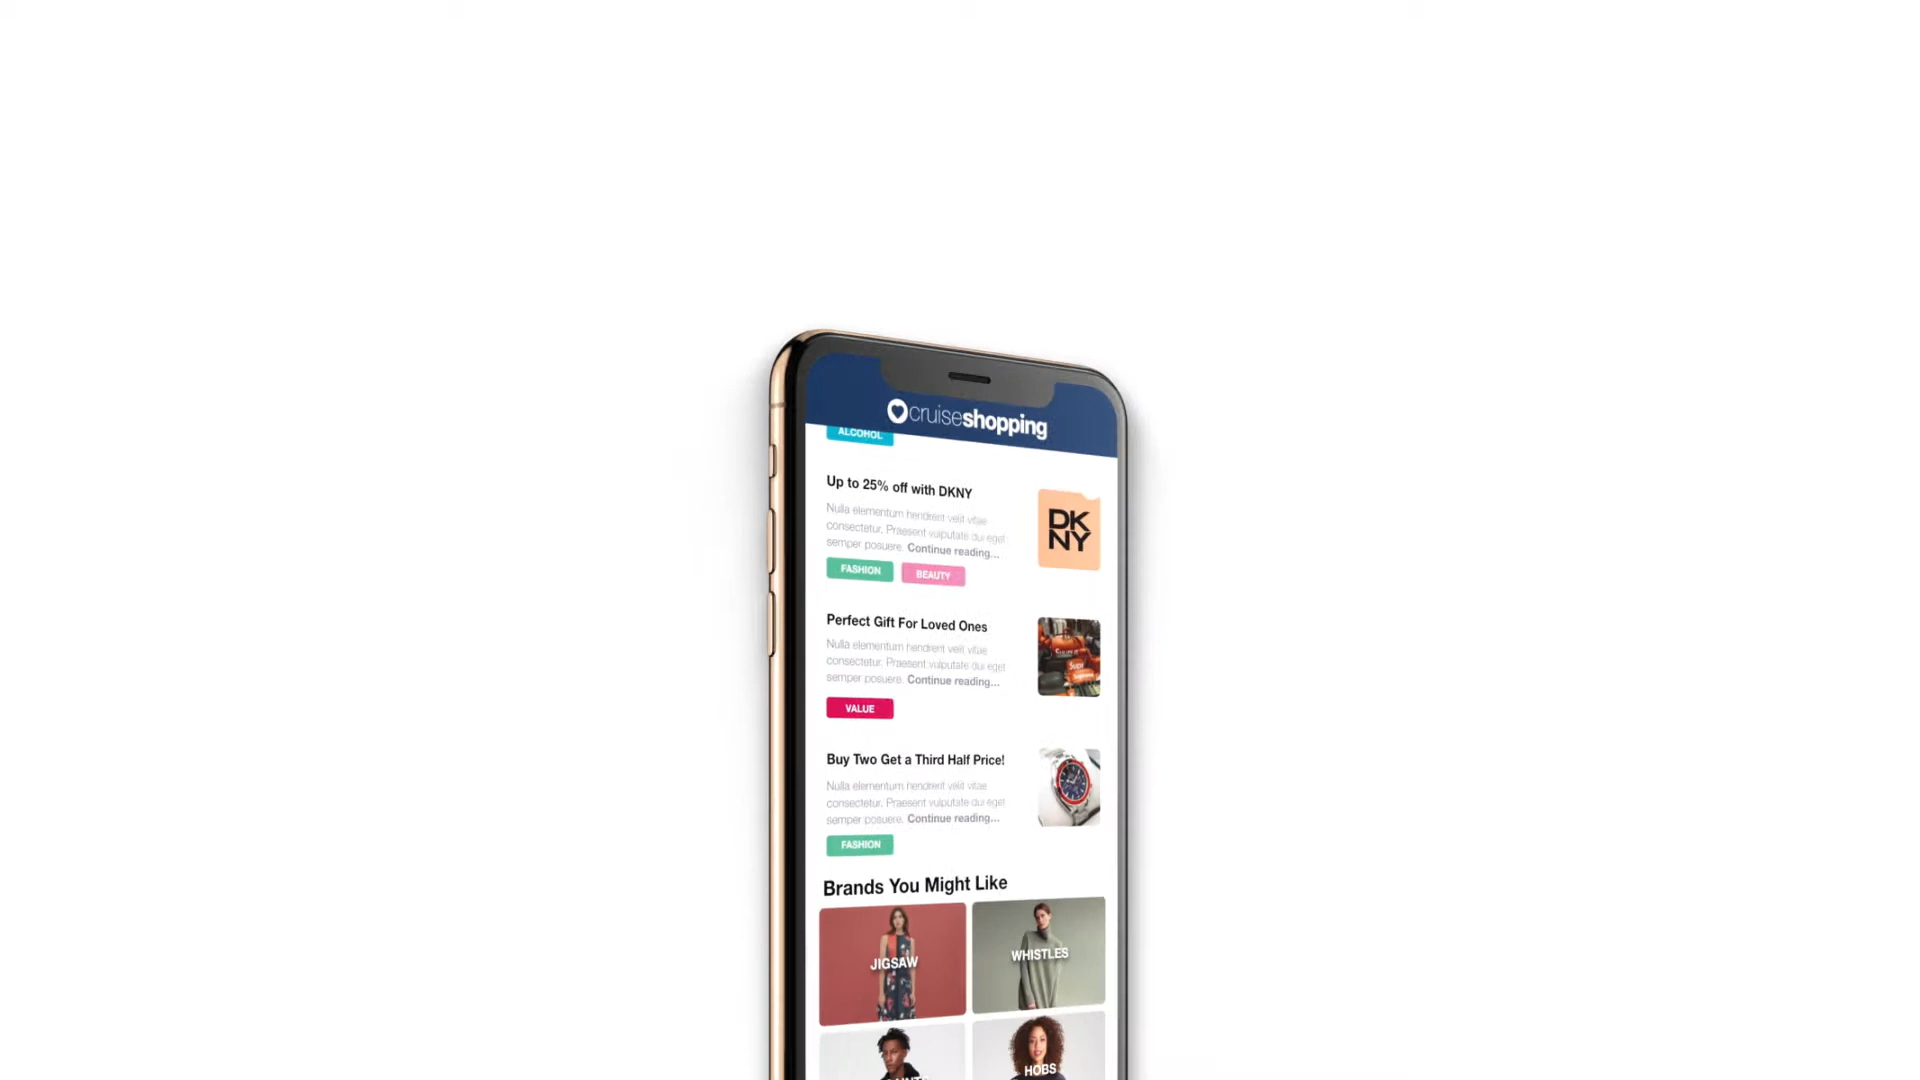 cruiseshopping
ALCOHOL
Up to 25% off with DKNY
Nulla elementum hendrerit velit vitae
consectetur. Praesent vulputate dui eget
semper posuere. Continue reading...
DK
NY
FASHION
BEAUTY
Perfect Gift For Loved Ones
Nulla elementum hendrerit velit vitae
consectetur. Praesent vulputate dui eget
semper posuere. Continue reading...
VALUE
Buy Two Get a Third Half Price!
Nulla elementum hendrerit velit vitae
consectetur. Praesent vulputate dui eget
semper posuere. Continue reading...
FASHION
Brands You Might Like
JIGSAW
WHISTLES
HOBS